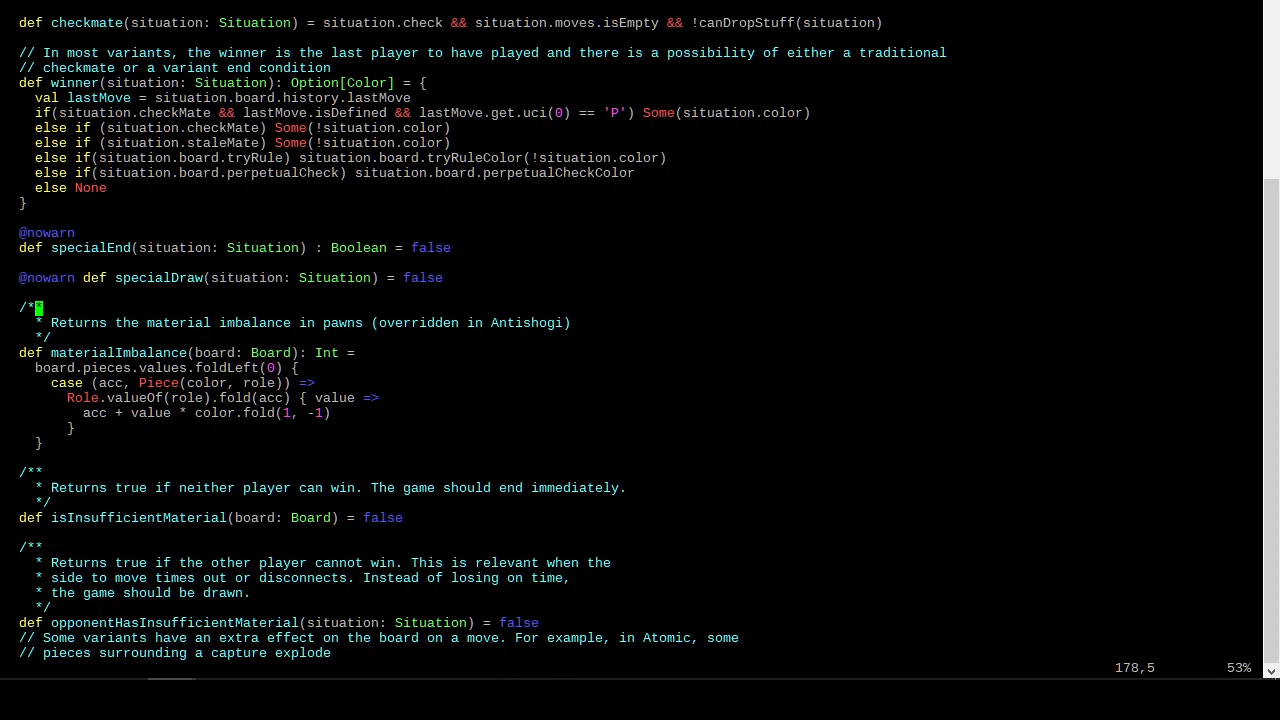 def checkmate(situation: Situation) = situation.check && situation.moves.isEmpty && !canDropStuff(situation)
// In most variants, the winner is the last player to have played and there is a possibility of either a traditional
// checkmate or a variant end condition
def winner(situation: Situation): Option[Color] = {
  val lastMove = situation.board.history.lastMove
  if(situation.checkMate && lastMove.isDefined && lastMove.get.uci(0) == 'P') Some(situation.color)
  else if (situation.checkMate) Some(!situation.color)
  else if (situation.staleMate) Some(!situation.color)
  else if(situation.board.tryRule) situation.board.tryRuleColor(!situation.color)
  else if(situation.board.perpetualCheck) situation.board.perpetualCheckColor
  else None
}
@nowarn
def specialEnd(situation: Situation) : Boolean = false
@nowarn def specialDraw(situation: Situation) = false
/**
  * Returns the material imbalance in pawns (overridden in Antishogi)
  */
def materialImbalance(board: Board): Int =
  board.pieces.values.foldLeft(0) {
    case (acc, Piece(color, role)) =>
      Role.valueOf(role).fold(acc) { value =>
        acc + value * color.fold(1, -1)
      }
  }
/**
  * Returns true if neither player can win. The game should end immediately.
  */
def isInsufficientMaterial(board: Board) = false
/**
  * Returns true if the other player cannot win. This is relevant when the
  * side to move times out or disconnects. Instead of losing on time,
  * the game should be drawn.
  */
def opponentHasInsufficientMaterial(situation: Situation) = false
// Some variants have an extra effect on the board on a move. For example, in Atomic, some
// pieces surrounding a capture explode
178,5 53%